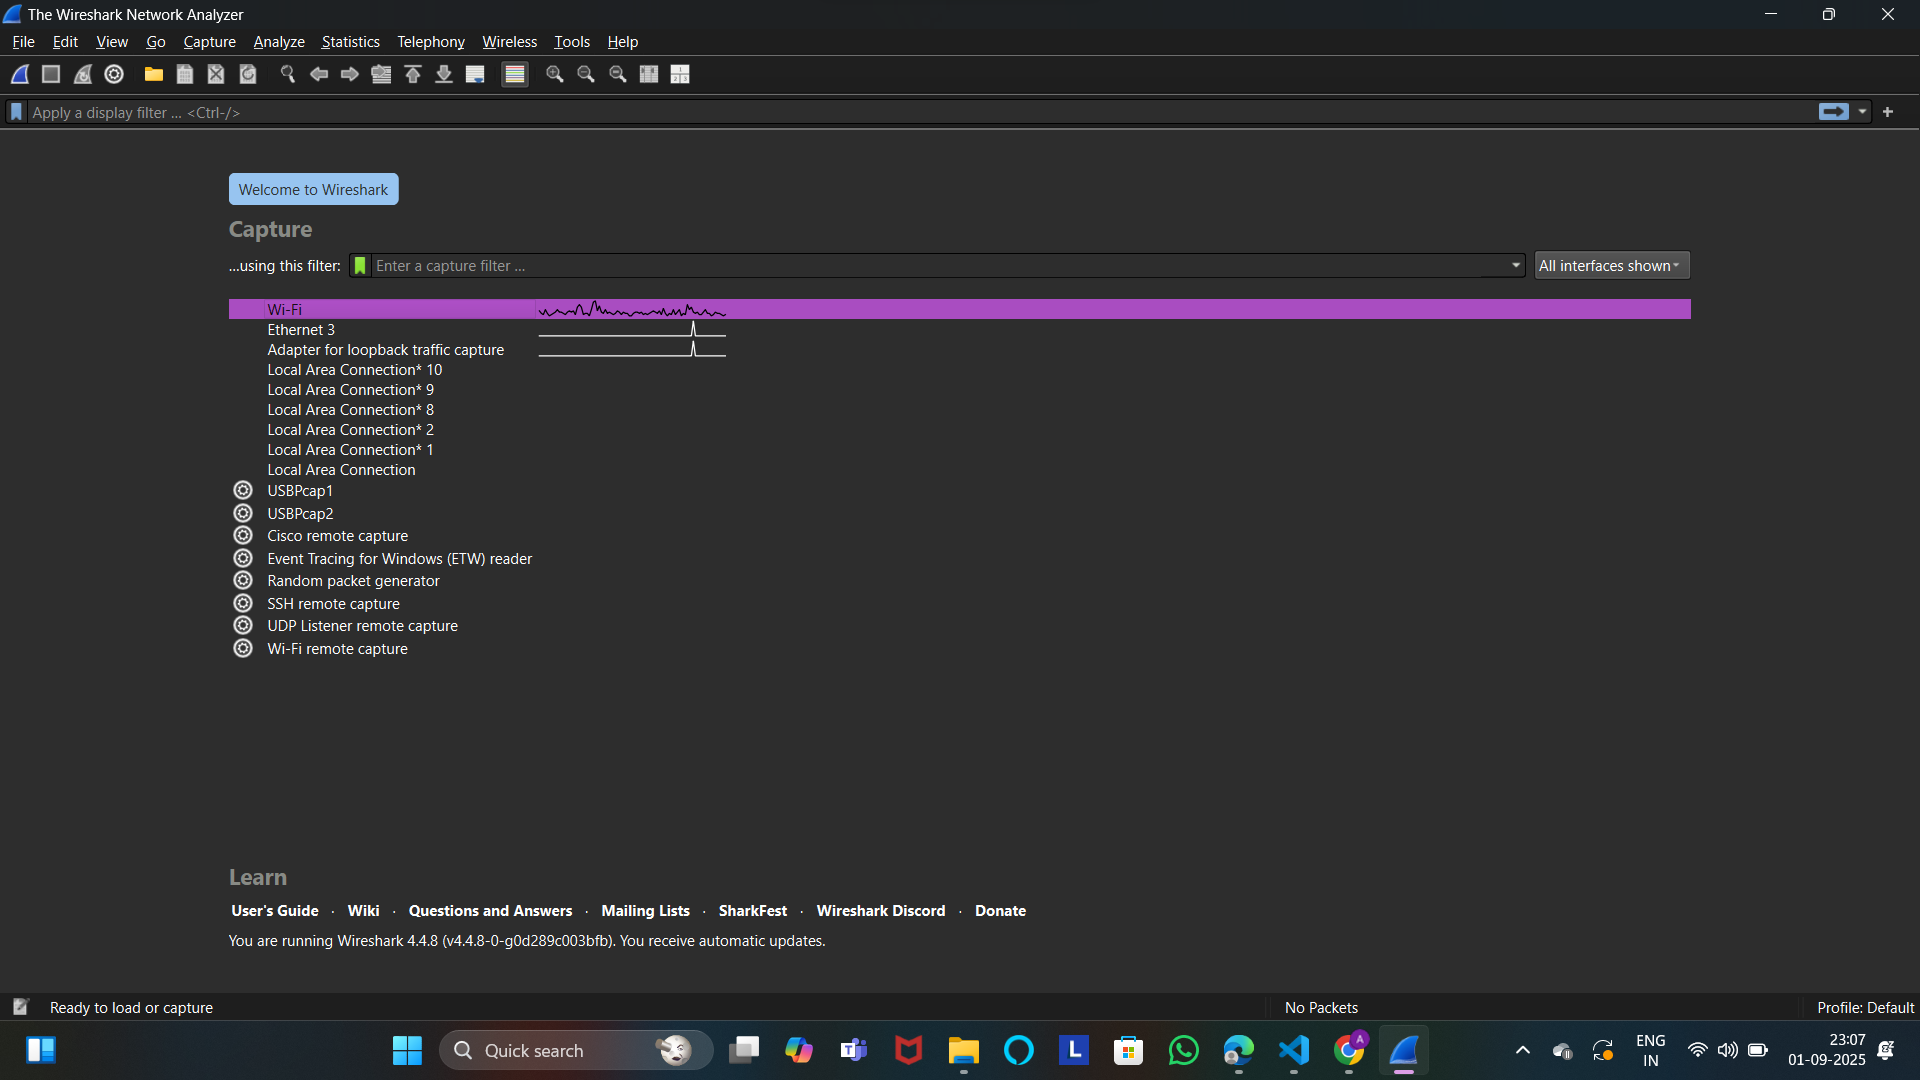 The Wireshark Network Analyzer
File Edit View Go Capture Analyze Statistics Telephony Wireless Tools Help
Apply a display filter ... <Ctrl-/>
Welcome to Wireshark
Capture
...using this filter: Enter a capture filter ... All interfaces shown
Wi-Fi
Ethernet 3
Adapter for loopback traffic capture
Local Area Connection* 10
Local Area Connection* 9
Local Area Connection* 8
Local Area Connection* 2
Local Area Connection* 1
Local Area Connection
USBPcap1
USBPcap2
Cisco remote capture
Event Tracing for Windows (ETW) reader
Random packet generator
SSH remote capture
UDP Listener remote capture
Wi-Fi remote capture
Learn
User's Guide · Wiki · Questions and Answers · Mailing Lists · SharkFest · Wireshark Discord · Donate
You are running Wireshark 4.4.8 (v4.4.8-0-g0d289c003bfb). You receive automatic updates.
Ready to load or capture No Packets Profile: Default
Quick search
L
A
ENG
IN
23:07
01-09-2025